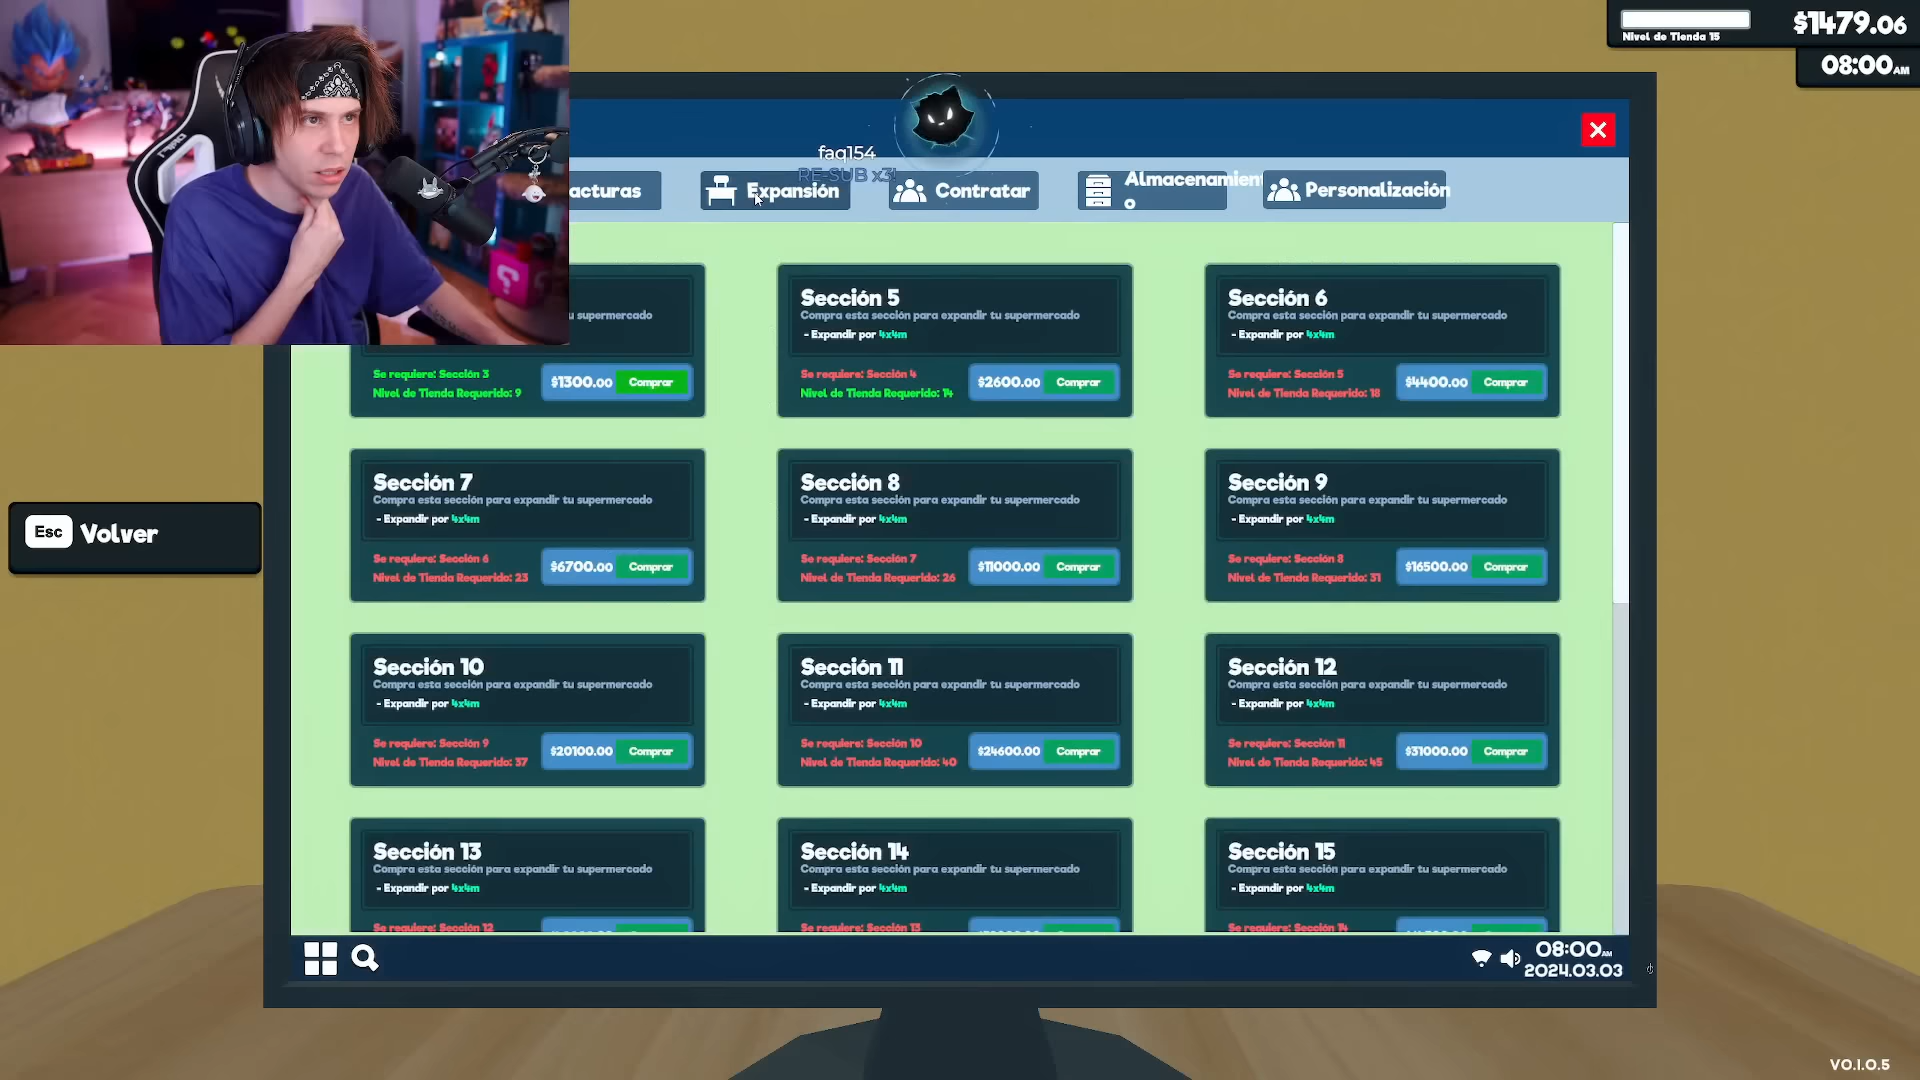 $1479.06
Nivel de Tienda 15
08:00AM
faq154
RE-SUB x3!
acturas
Expansión
Contratar
Almacenamien
o
Personalización
u supermercado
Se requiere: Sección 3
Nivel de Tienda Requerido: 9
$1300.00
Comprar
Sección 5
Compra esta sección para expandir tu supermercado
- Expandir por 4x4m
Se requiere: Sección 4
Nivel de Tienda Requerido: 14
$2600.00
Comprar
Sección 6
Compra esta sección para expandir tu supermercado
- Expandir por 4x4m
Se requiere: Sección 5
Nivel de Tienda Requerido: 18
$4400.00
Comprar
Sección 7
Compra esta sección para expandir tu supermercado
- Expandir por 4x4m
Se requiere: Sección 6
Nivel de Tienda Requerido: 23
$6700.00
Comprar
Sección 8
Compra esta sección para expandir tu supermercado
- Expandir por 4x4m
Se requiere: Sección 7
Nivel de Tienda Requerido: 26
$11000.00
Comprar
Sección 9
Compra esta sección para expandir tu supermercado
- Expandir por 4x4m
Se requiere: Sección 8
Nivel de Tienda Requerido: 31
$16500.00
Comprar
Esc
Volver
Sección 10
Compra esta sección para expandir tu supermercado
- Expandir por 4x4m
Se requiere: Sección 9
Nivel de Tienda Requerido: 37
$20100.00
Comprar
Sección 11
Compra esta sección para expandir tu supermercado
- Expandir por 4x4m
Se requiere: Sección 10
Nivel de Tienda Requerido: 40
$24600.00
Comprar
Sección 12
Compra esta sección para expandir tu supermercado
- Expandir por 4x4m
Se requiere: Sección 11
Nivel de Tienda Requerido: 45
$31000.00
Comprar
Sección 13
Compra esta sección para expandir tu supermercado
- Expandir por 4x4m
Se requiere: Sección 12
Sección 14
Compra esta sección para expandir tu supermercado
- Expandir por 4x4m
Se requiere: Sección 13
Sección 15
Compra esta sección para expandir tu supermercado
- Expandir por 4x4m
Se requiere: Sección 14
08:00AM
2024.03.03
V0.1.0.5